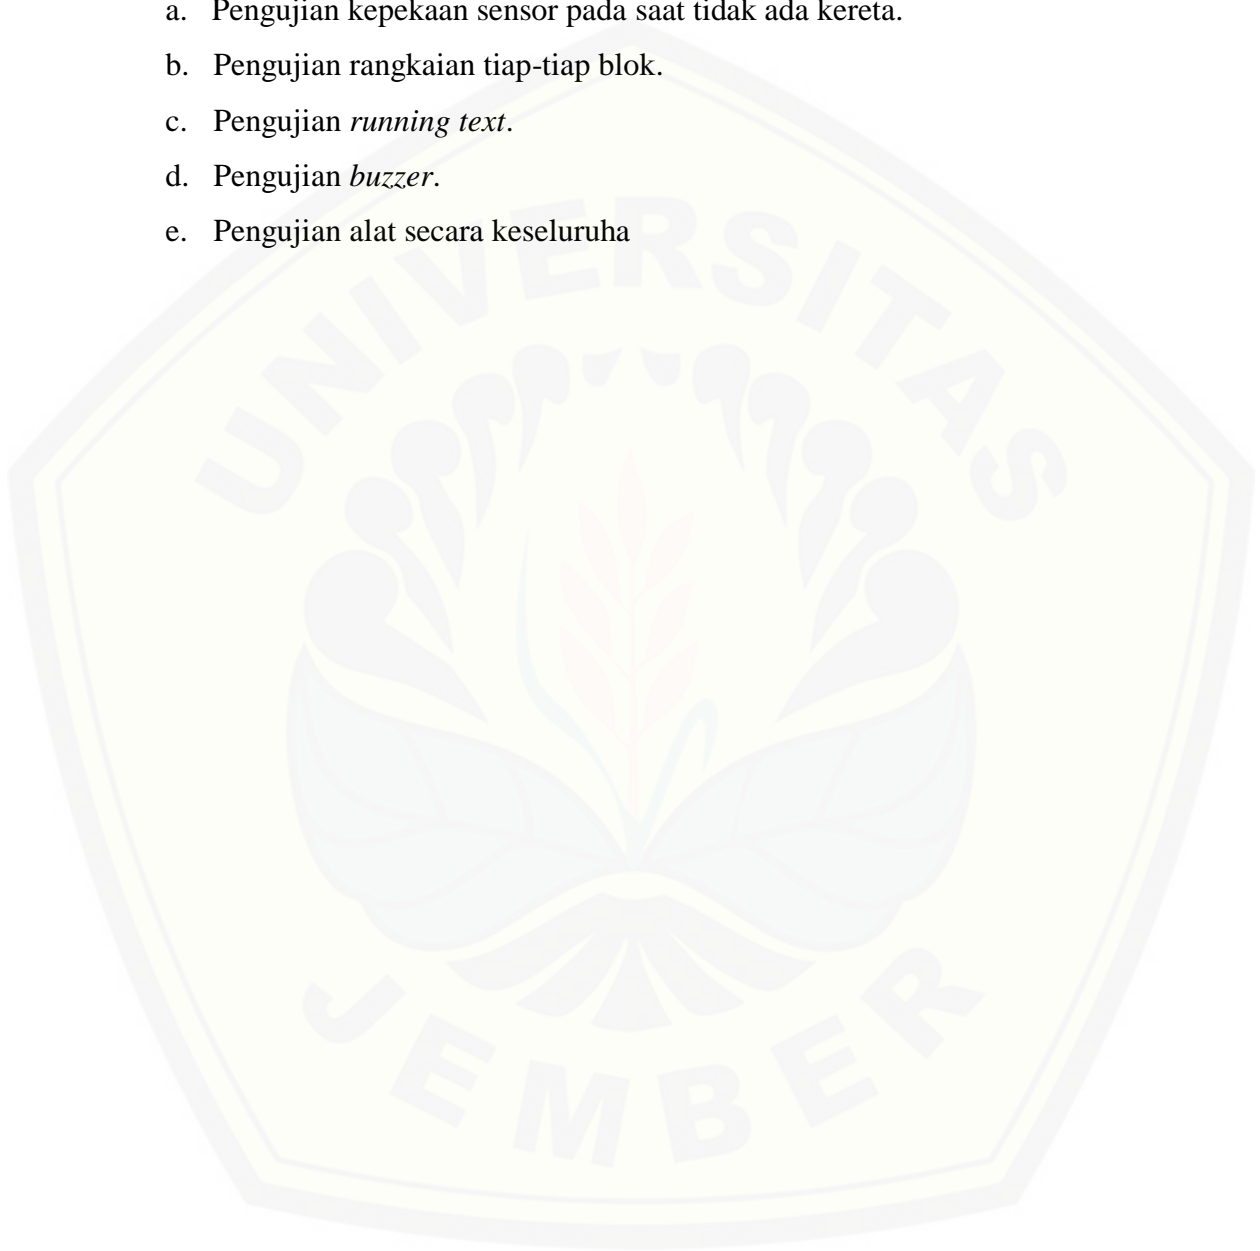 a. Pengujian kepekaan sensor pada saat tidak ada kereta.
b. Pengujian rangkaian tiap-tiap blok.
c. Pengujian running text.
d. Pengujian buzzer.
e. Pengujian alat secara keseluruha
UNIVERSITAS
JEMBER